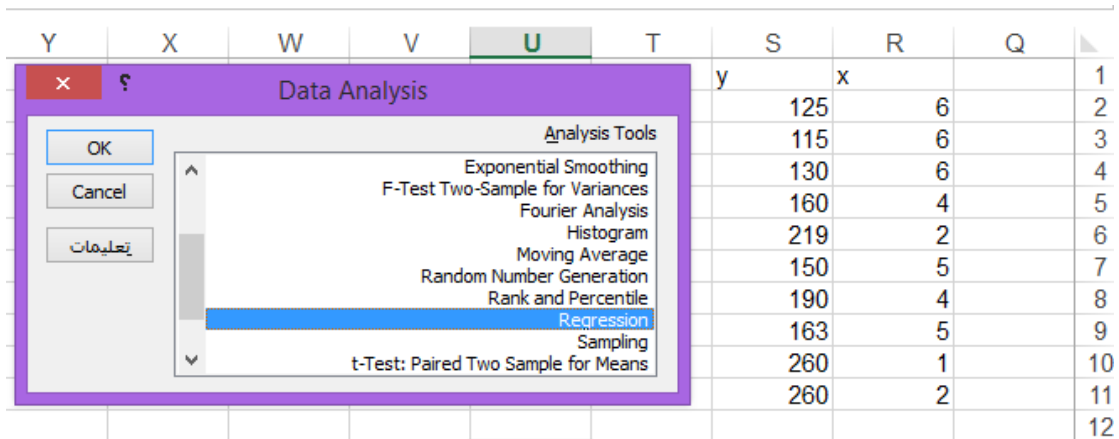 Y X W V U T S R Q
؟ Data Analysis
Analysis Tools
OK
Cancel
تعليمات
Exponential Smoothing
F-Test Two-Sample for Variances
Fourier Analysis
Histogram
Moving Average
Random Number Generation
Rank and Percentile
Regression
Sampling
t-Test: Paired Two Sample for Means
y x 1
125 6 2
115 6 3
130 6 4
160 4 5
219 2 6
150 5 7
190 4 8
163 5 9
260 1 10
260 2 11
12